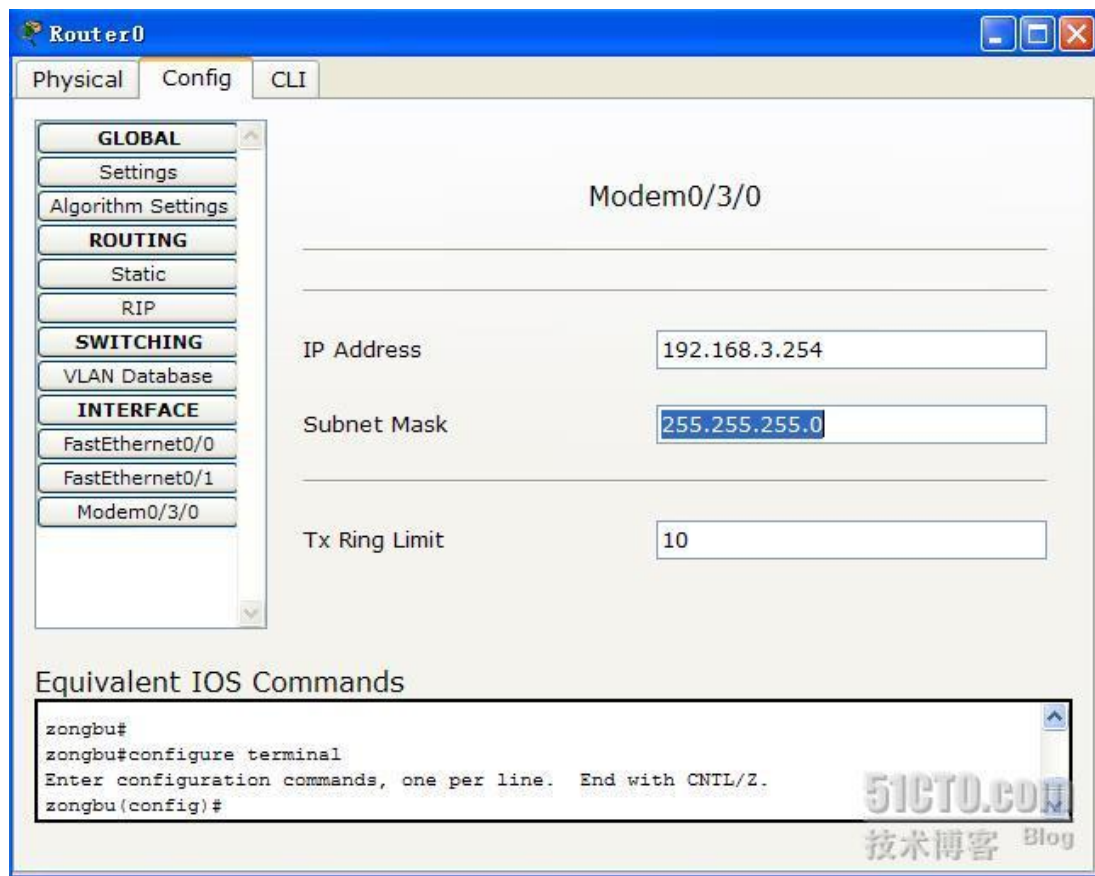 Router0
Physical Config CLI
GLOBAL
Settings
Algorithm Settings
ROUTING
Static
RIP
SWITCHING
VLAN Database
INTERFACE
FastEthernet0/0
FastEthernet0/1
Modem0/3/0
Modem0/3/0
IP Address 192.168.3.254
Subnet Mask 255.255.255.0
Tx Ring Limit 10
Equivalent IOS Commands
zongbu#
zongbu#configure terminal
Enter configuration commands, one per line. End with CNTL/Z.
zongbu(config)#
51CTO.com
技术博客 Blog